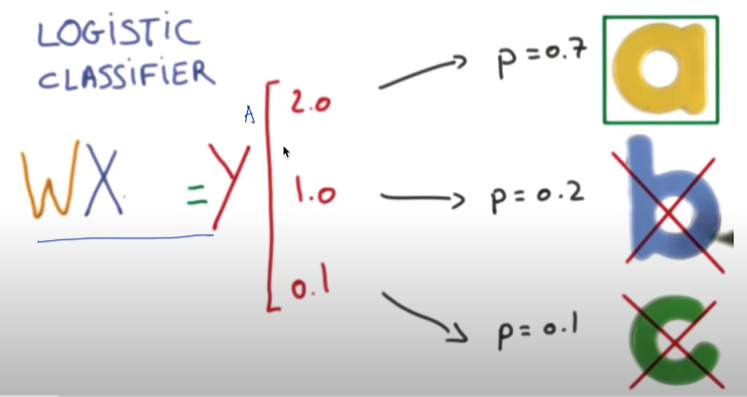 LOGISTIC
CLASSIFIER
WX = Y
A
2.0
1.0
0.1
p=0.7
p=0.2
p=0.1
a
b
c